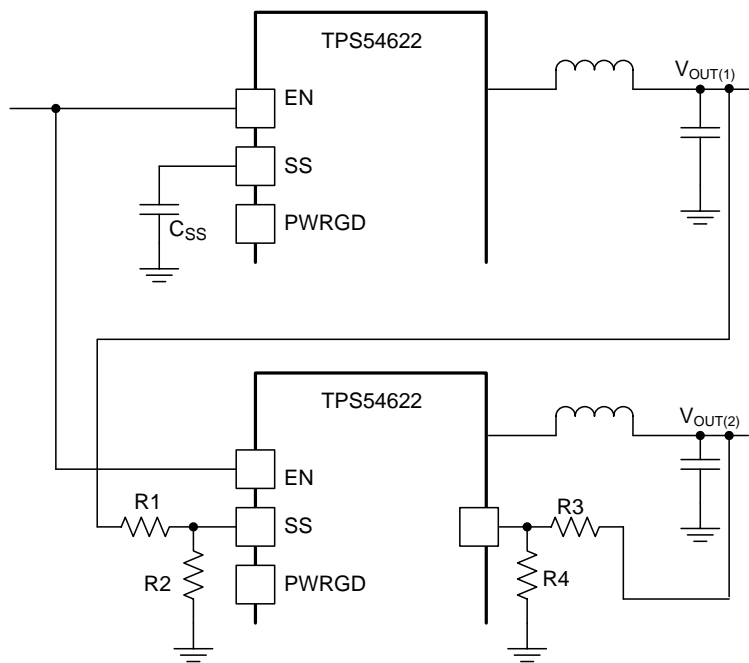 TPS54622
V_OUT(1)
EN
SS
C_SS
PWRGD
TPS54622
V_OUT(2)
EN
R1
SS
R3
R2
R4
PWRGD